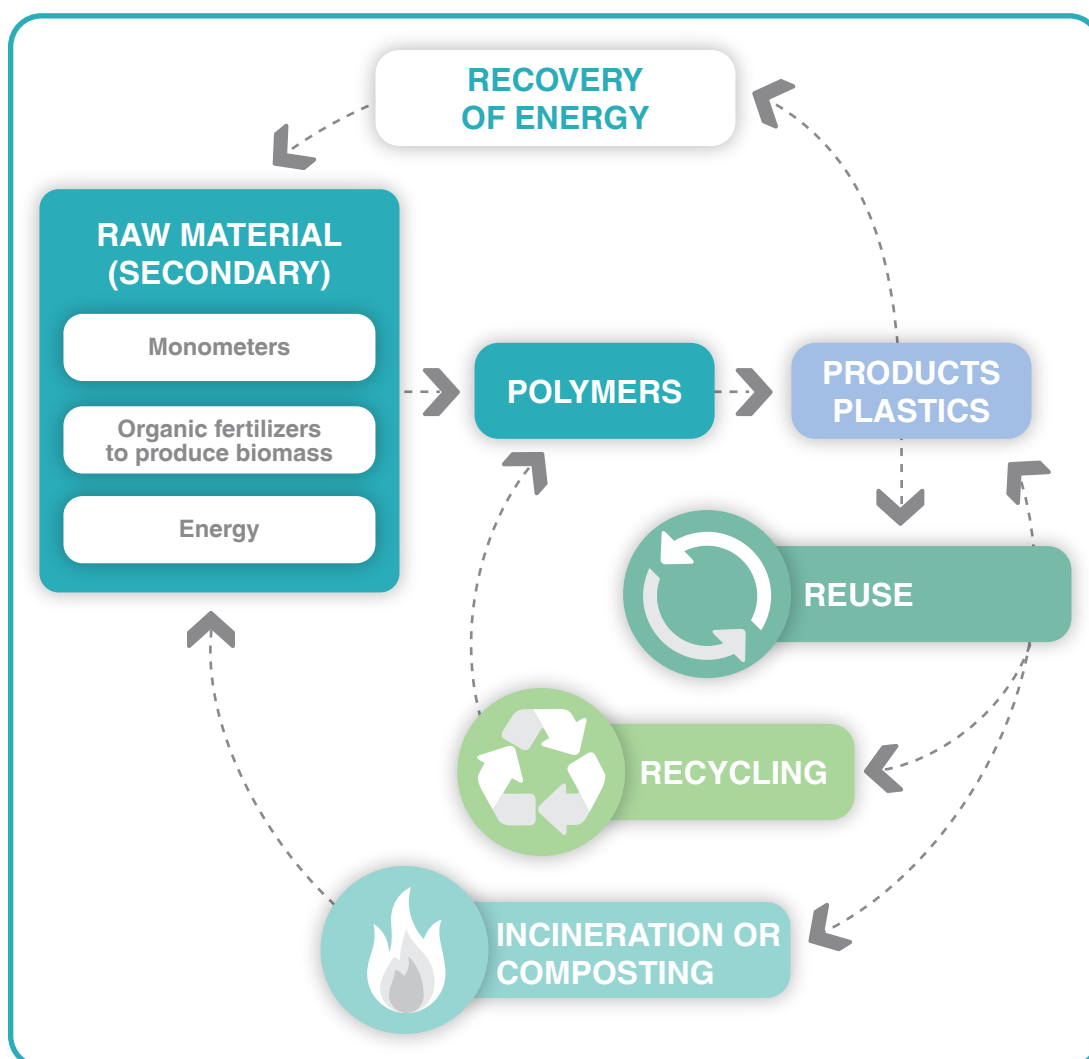 RECOVERY
OF ENERGY
RAW MATERIAL
(SECONDARY)
Monometers
Organic fertilizers
to produce biomass
Energy
POLYMERS
PRODUCTS
PLASTICS
REUSE
RECYCLING
INCINERATION OR
COMPOSTING